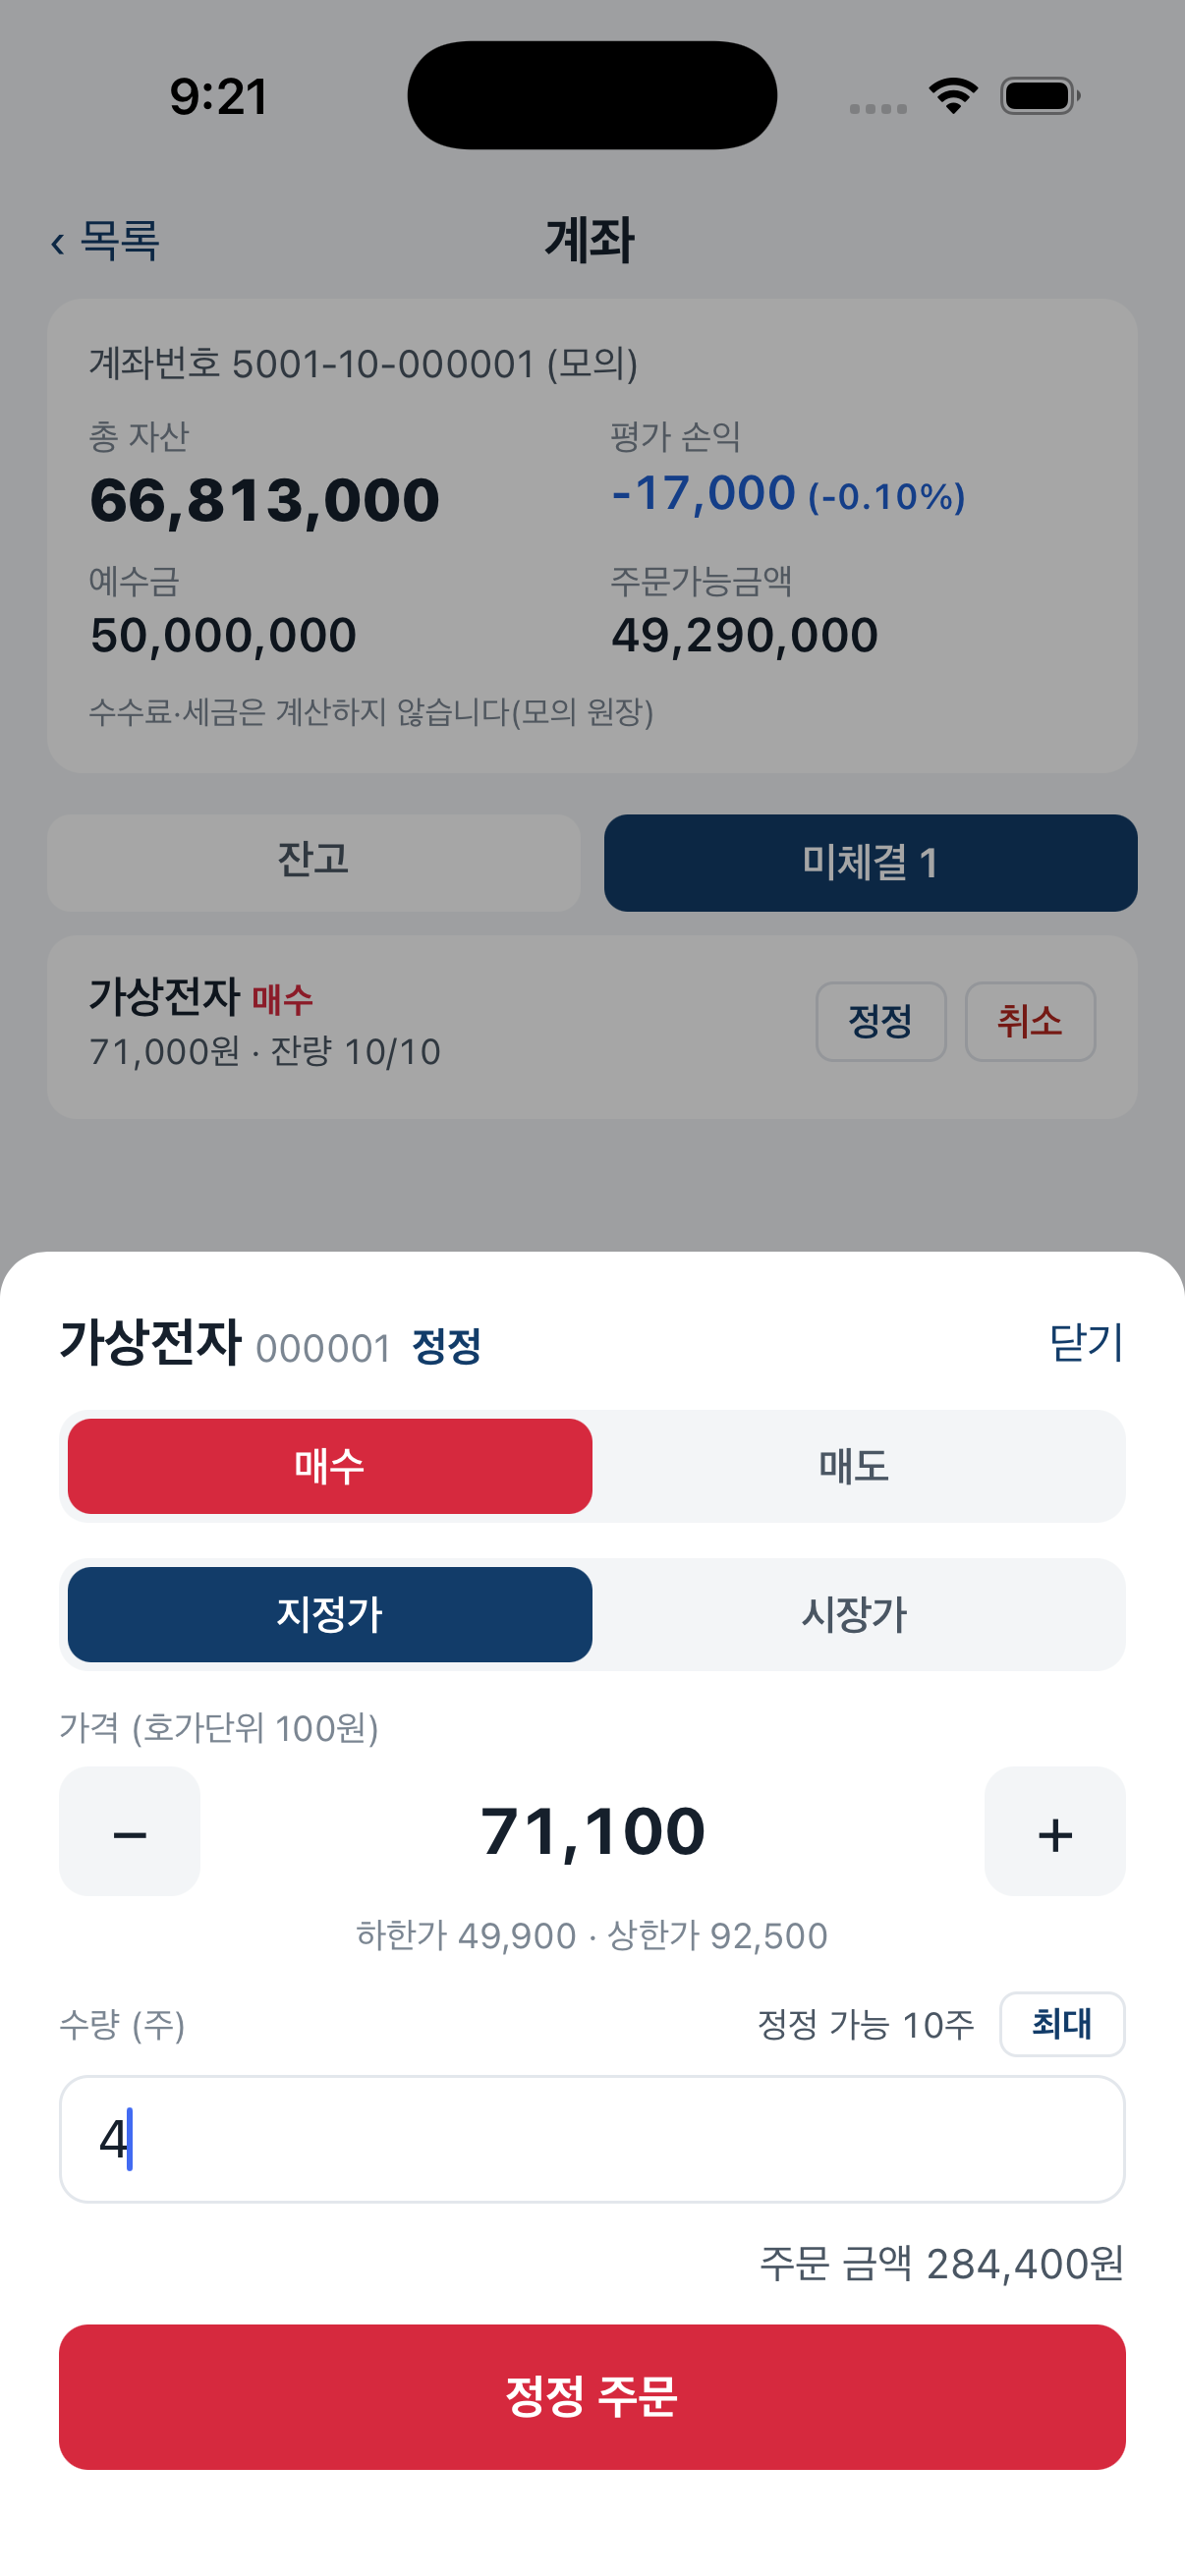 9:21
‹ 목록
계좌
계좌번호 5001-10-000001 (모의)
총 자산
평가 손익
66,813,000
-17,000 (-0.10%)
예수금
주문가능금액
50,000,000
49,290,000
수수료·세금은 계산하지 않습니다(모의 원장)
잔고
미체결 1
가상전자 매수
71,000원 · 잔량 10/10
정정
취소
가상전자 000001 정정
닫기
매수
매도
지정가
시장가
가격 (호가단위 100원)
−
71,100
+
하한가 49,900 · 상한가 92,500
수량 (주)
정정 가능 10주
최대
4
주문 금액 284,400원
정정 주문